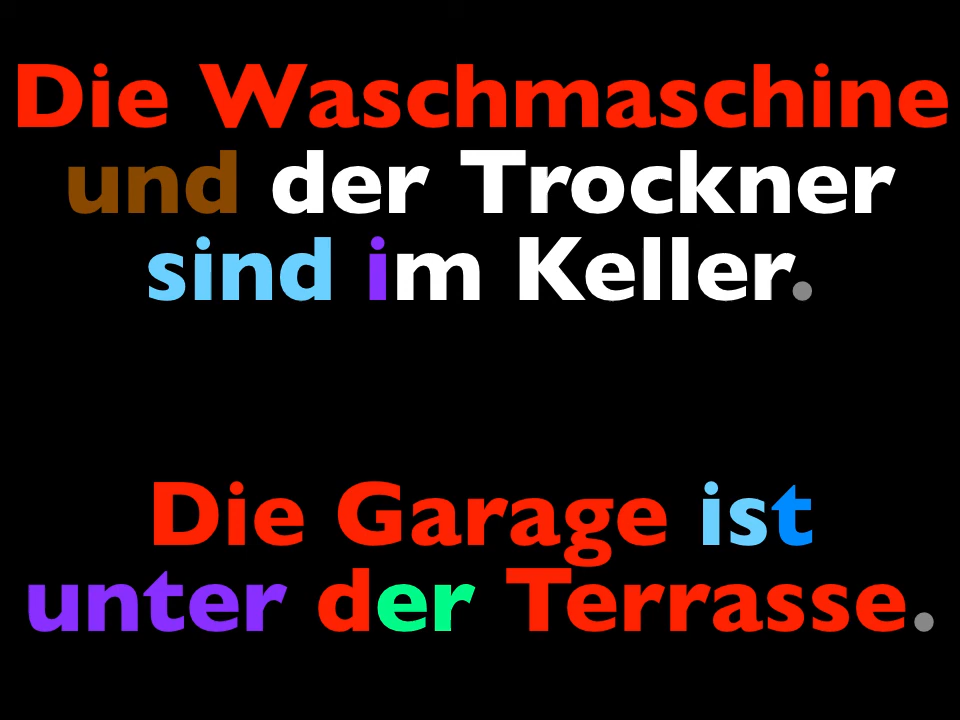 Die Waschmaschine
und der Trockner
sind im Keller.
Die Garage ist
unter der Terrasse.